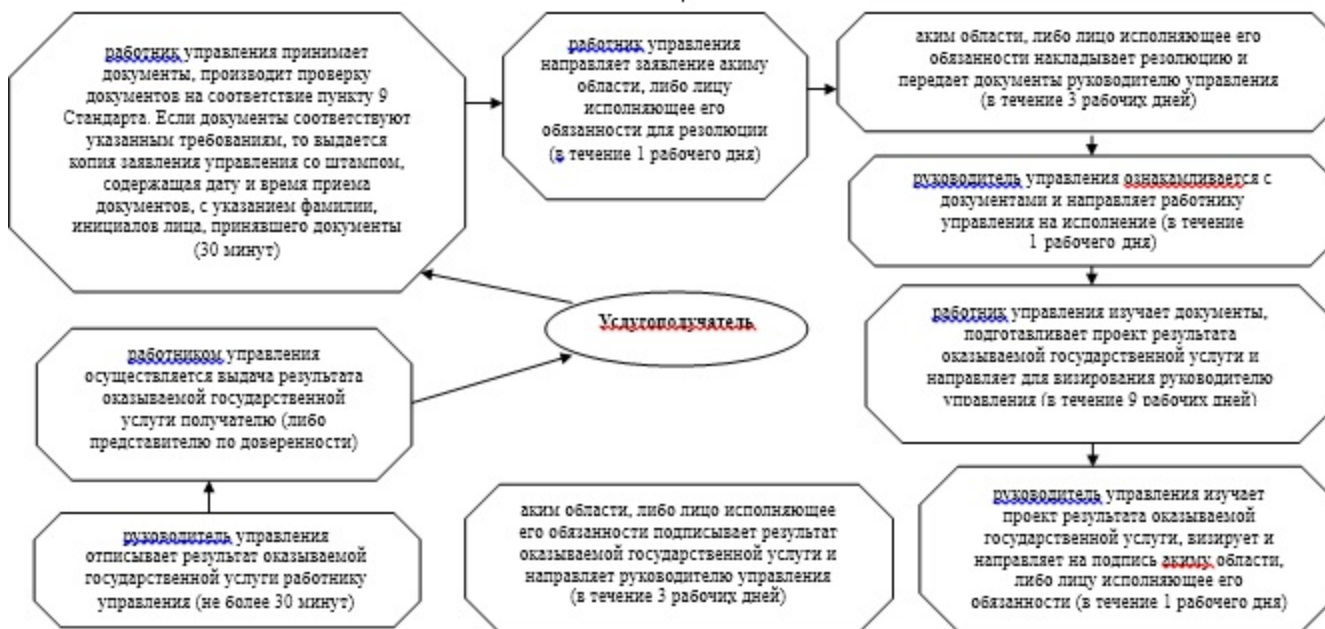 работник управления принимает
документы, производит проверку
документов на соответствие пункту 9
Стандарта. Если документы соответствуют
указанным требованиям, то выдается
копия заявления управления со штампом,
содержащая дату и время приема
документов, с указанием фамилии,
инициалов лица, принявшего документы
(30 минут)
работник управления
направляет заявление акиму
области, либо лицу
исполняющее его
обязанности для резолюции
(в течение 1 рабочего дня)
аким области, либо лицо исполняющее его
обязанности накладывает резолюцию и
передает документы руководителю управления
(в течение 3 рабочих дней)
руководитель управления ознакамливается с
документами и направляет работнику
управления на исполнение (в течение
1 рабочего дня)
работник управления изучает документы,
подготавливает проект результата
оказываемой государственной услуги и
направляет для визирования руководителю
управления (в течение 9 рабочих дней)
руководитель управления изучает
проект результата оказываемой
государственной услуги, визирует и
направляет на подпись акиму области,
либо лицу исполняющее его
обязанности (в течение 1 рабочего дня)
аким области, либо лицо исполняющее
его обязанности подписывает результат
оказываемой государственной услуги и
направляет руководителю управления
(в течение 3 рабочих дней)
руководитель управления
отписывает результат оказываемой
государственной услуги работнику
управления (не более 30 минут)
работником управления
осуществляется выдача результата
оказываемой государственной
услуги получателю (либо
представителю по доверенности)
Услугополучатель